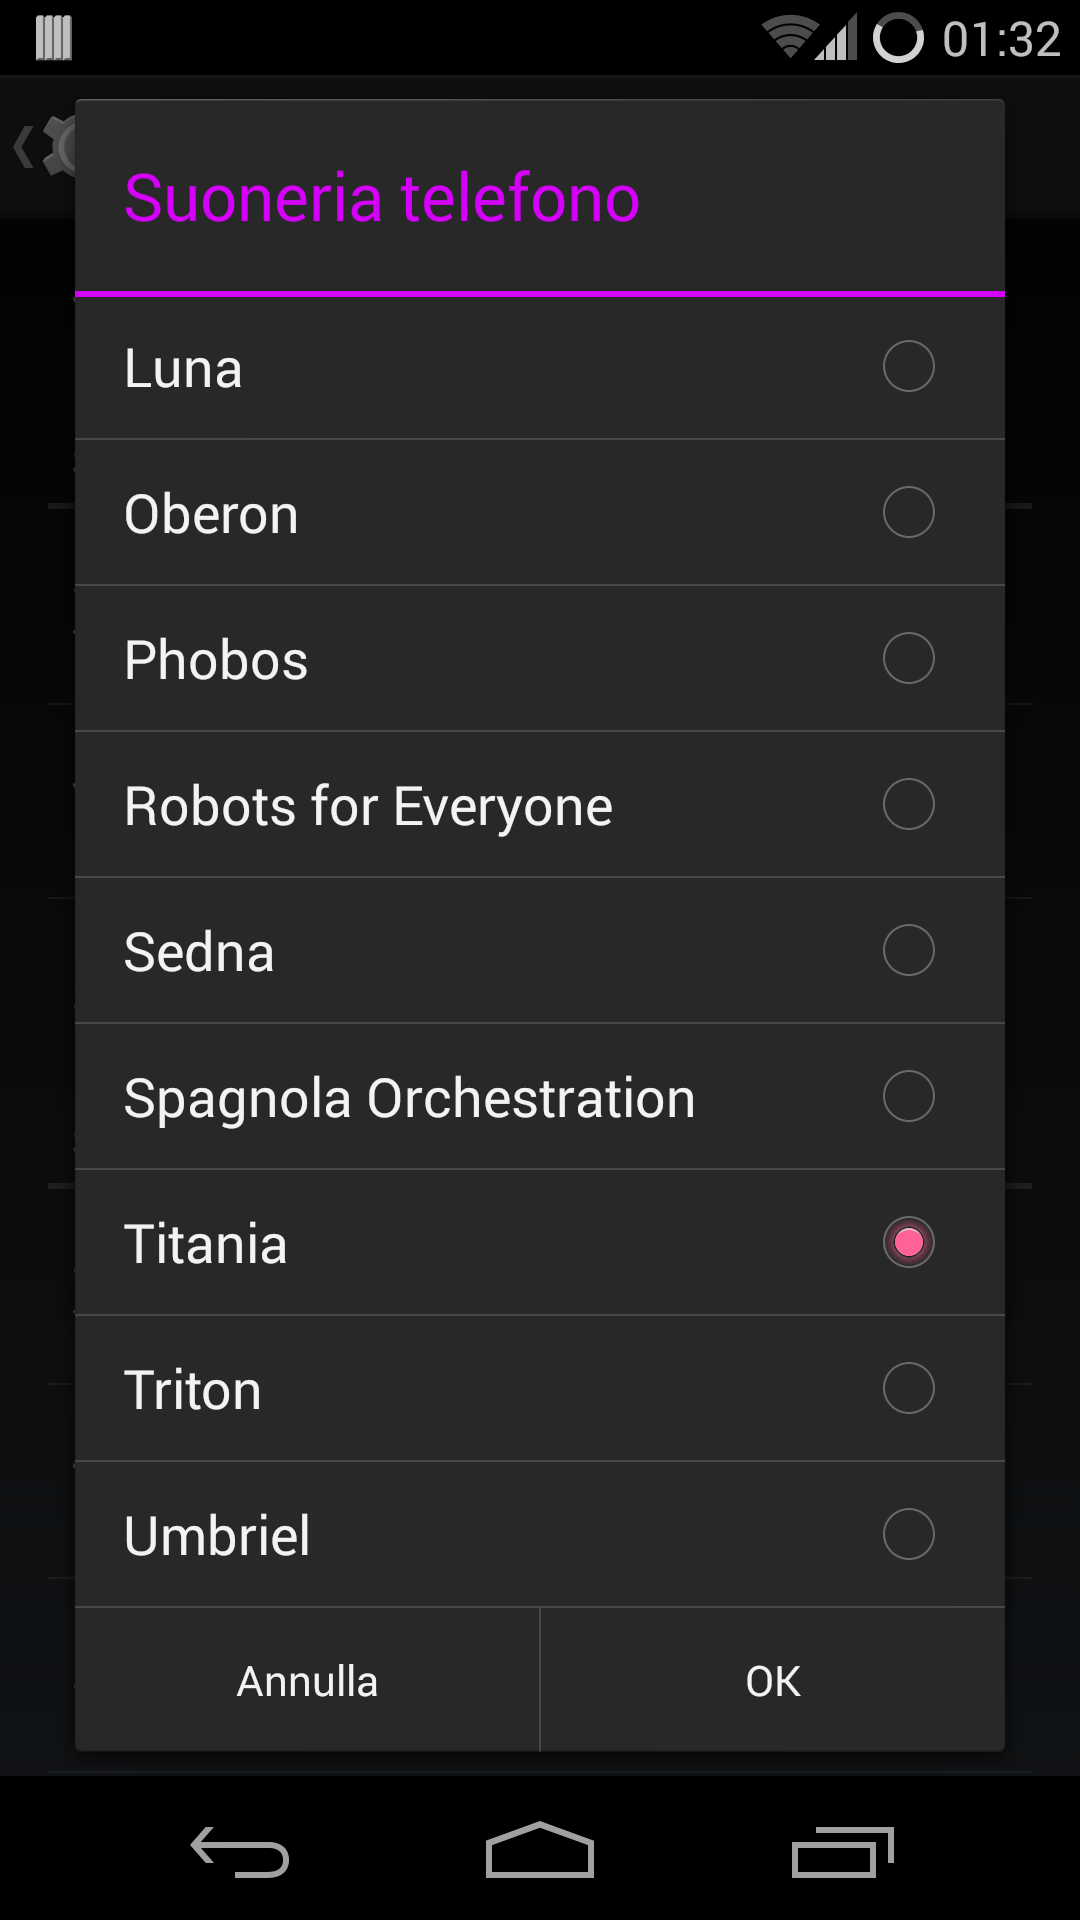 01:32
Suoneria telefono
Luna
Oberon
Phobos
Robots for Everyone
Sedna
Spagnola Orchestration
Titania
Triton
Umbriel
Annulla
OK